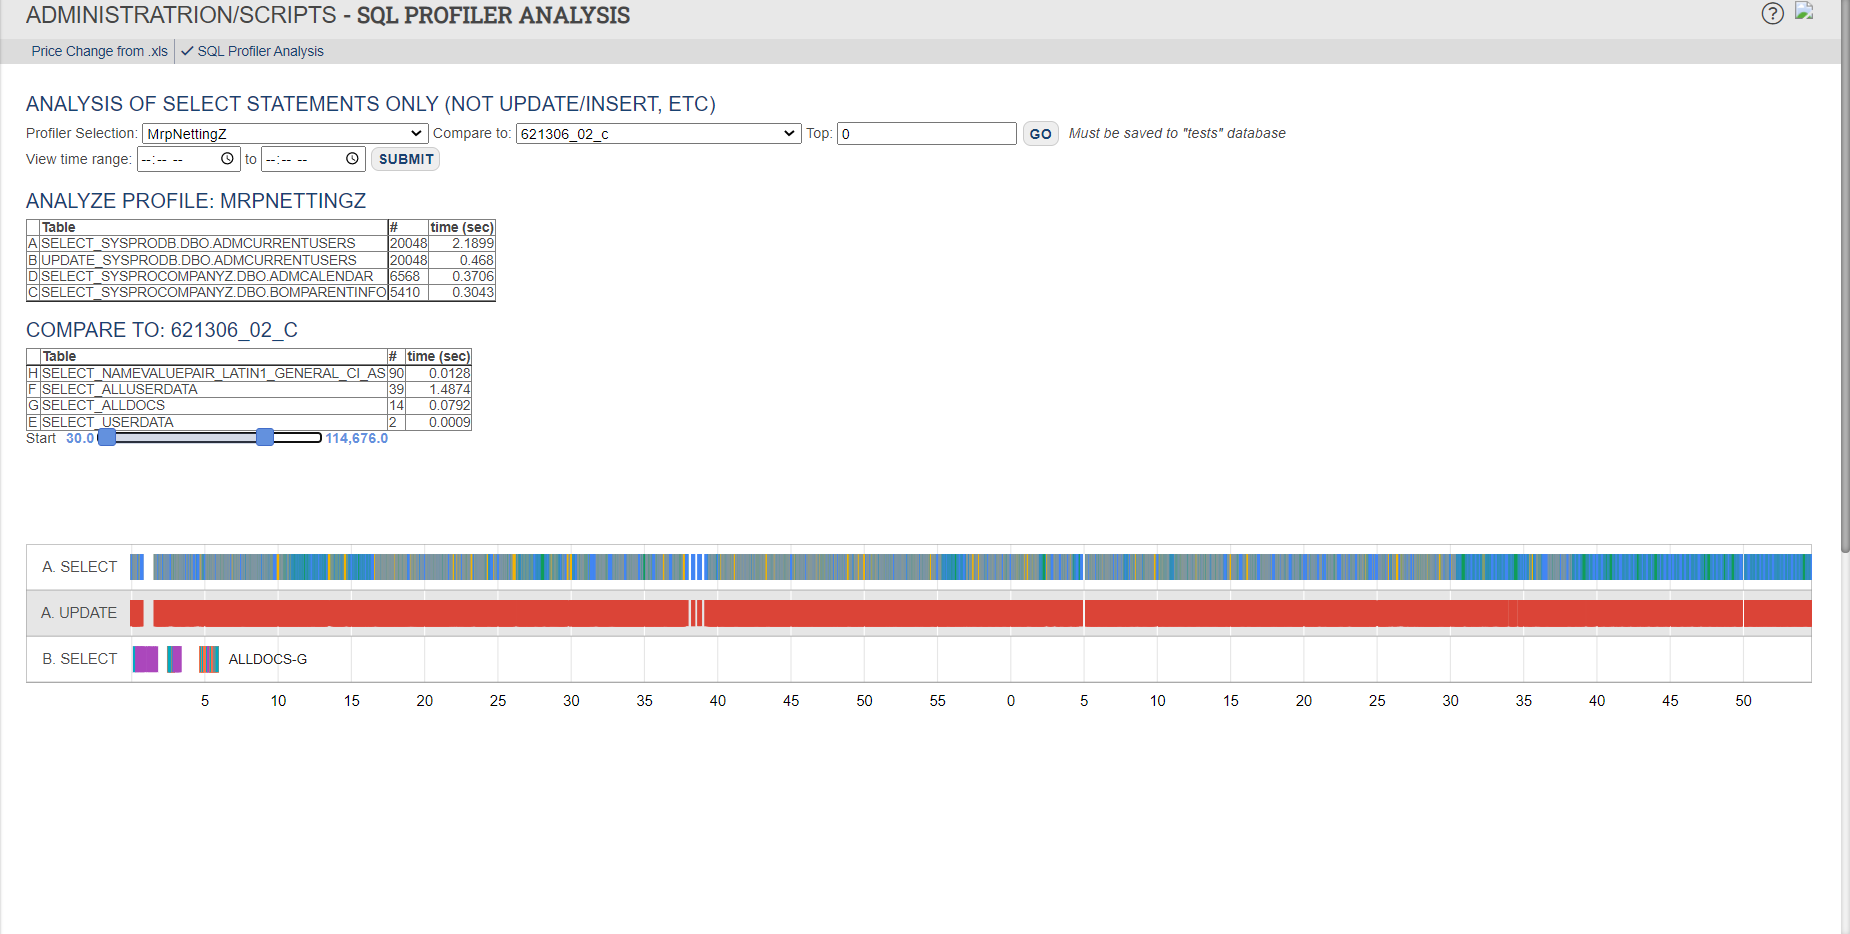 ADMINISTRATRION/SCRIPTS - SQL PROFILER ANALYSIS
Price Change from .xls SQL Profiler Analysis
ANALYSIS OF SELECT STATEMENTS ONLY (NOT UPDATE/INSERT, ETC)
Profiler Selection: MrpNettingZ Compare to: 621306_02_c Top: 0 GO Must be saved to "tests" database
View time range: --:-- -- to --:-- -- SUBMIT
ANALYZE PROFILE: MRPNETTINGZ
Table # time (sec)
A SELECT_SYSPRODB.DBO.ADMCURRENTUSERS 20048 2.1899
B UPDATE_SYSPRODB.DBO.ADMCURRENTUSERS 20048 0.468
D SELECT_SYSPROCOMPANYZ.DBO.ADMCALENDAR 6568 0.3706
C SELECT_SYSPROCOMPANYZ.DBO.BOMPARENTINFO 5410 0.3043
COMPARE TO: 621306_02_C
Table # time (sec)
H SELECT_NAMEVALUEPAIR_LATIN1_GENERAL_CI_AS 90 0.0128
F SELECT_ALLUSERDATA 39 1.4874
G SELECT_ALLDOCS 14 0.0792
E SELECT_USERDATA 2 0.0009
Start 30.0 114,676.0
A. SELECT
A. UPDATE
B. SELECT ALLDOCS-G
5 10 15 20 25 30 35 40 45 50 55 0 5 10 15 20 25 30 35 40 45 50